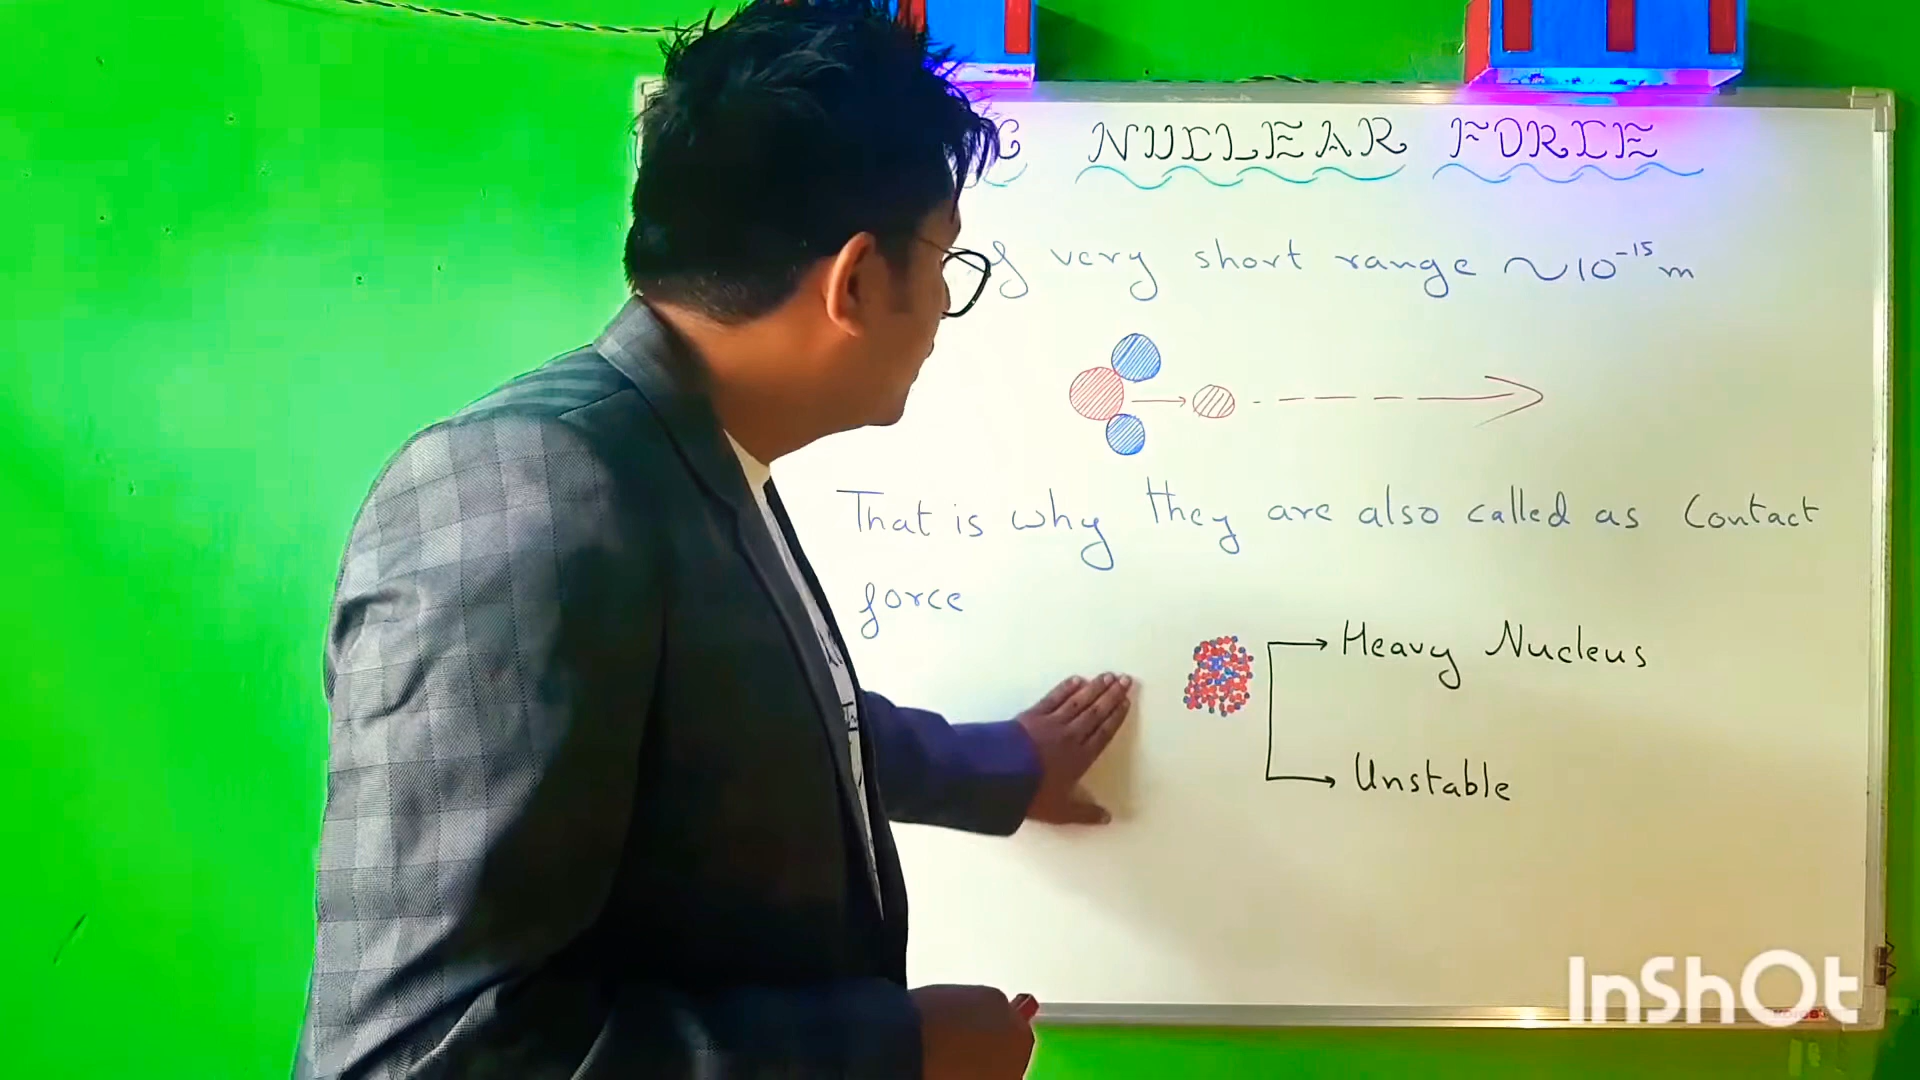 NUCLEAR FORCE
very short range ~10⁻¹⁵ m
That is why they are also called as Contact
force
Heavy Nucleus
Unstable
InShOt